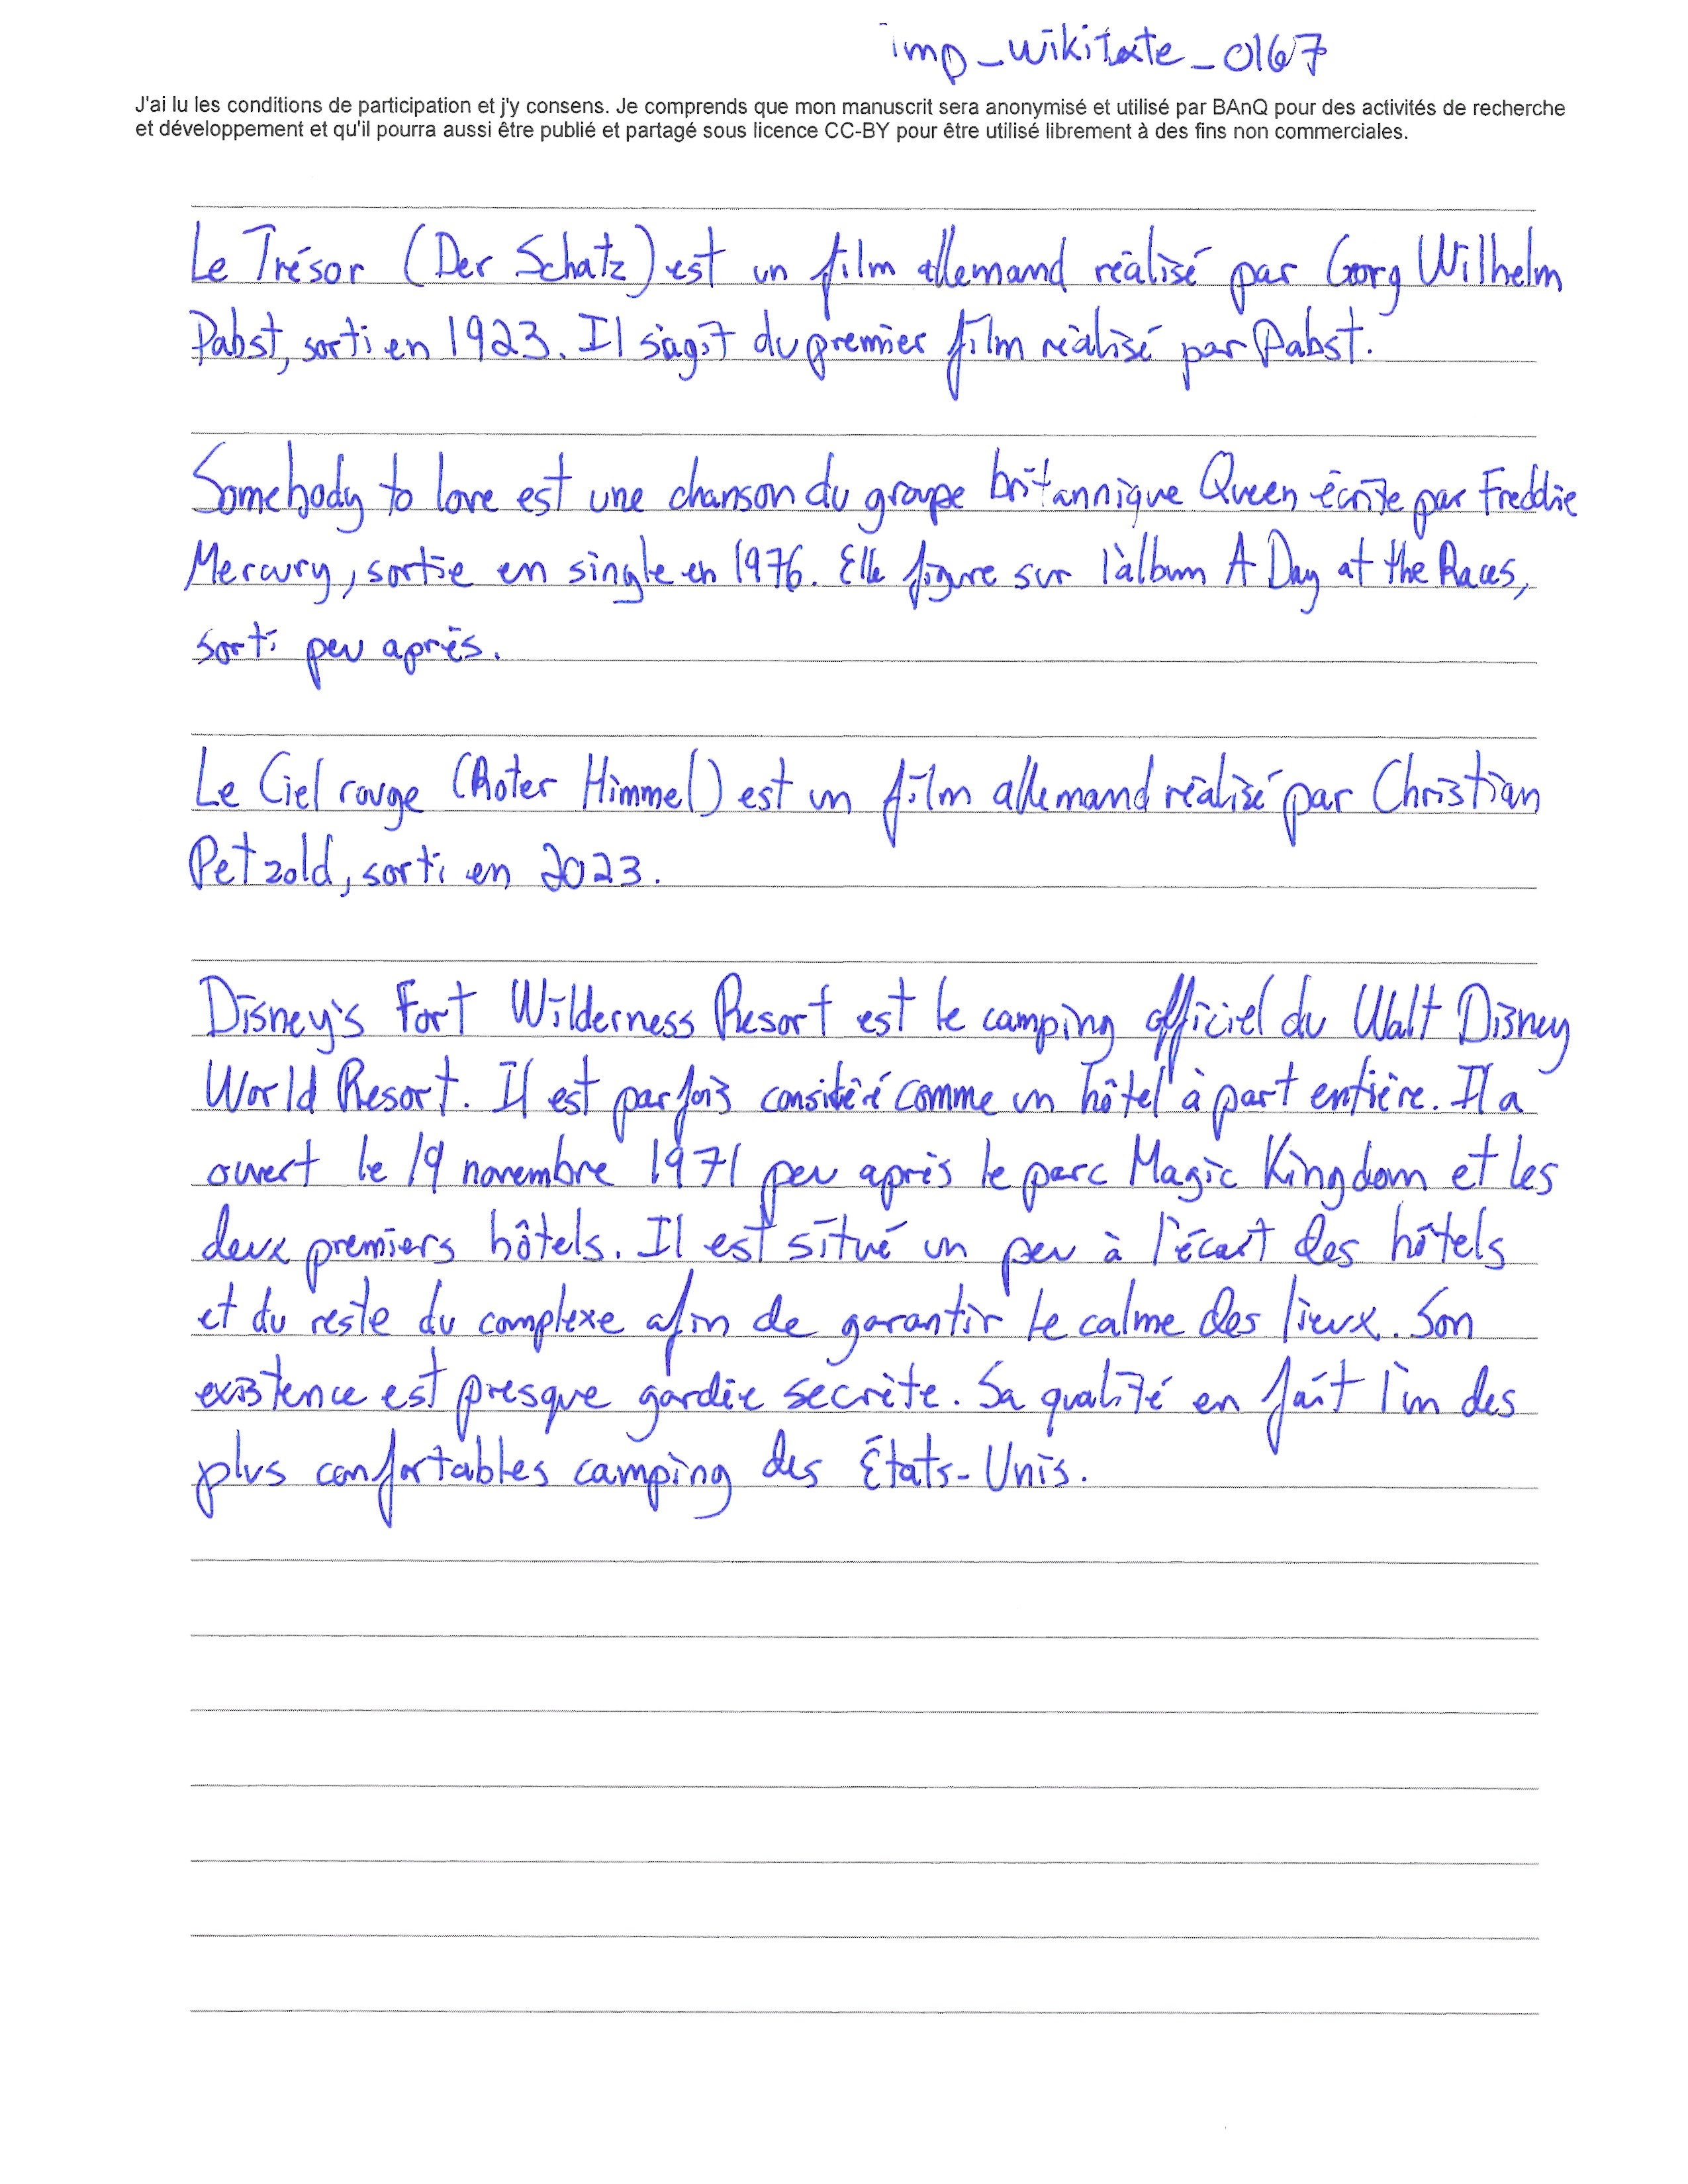 imp_wikitexte_0167
J'ai lu les conditions de participation et j'y consens. Je comprends que mon manuscrit sera anonymisé et utilisé par BAnQ pour des activités de recherche
et développement et qu'il pourra aussi être publié et partagé sous licence CC-BY pour être utilisé librement à des fins non commerciales.
Le Trésor (Der Schatz) est un film allemand réalisé par Georg Wilhelm
Pabst, sorti en 1923. Il s'agit du premier film réalisé par Pabst.
Somebody to love est une chanson du groupe britannique Queen écrite par Freddie
Mercury, sortie en single en 1976. Elle figure sur l'album A Day at the Races,
sorti peu après.
Le Ciel rouge (Roter Himmel) est un film allemand réalisé par Christian
Petzold, sorti en 2023.
Disney's Fort Wilderness Resort est le camping officiel du Walt Disney
World Resort. Il est parfois considéré comme un hôtel à part entière. Il a
ouvert le 19 novembre 1971 peu après le parc Magic Kingdom et les
deux premiers hôtels. Il est situé un peu à l'écart des hôtels
et du reste du complexe afin de garantir le calme des lieux. Son
existence est presque gardée secrète. Sa qualité en fait l'un des
plus confortables camping des États-Unis.